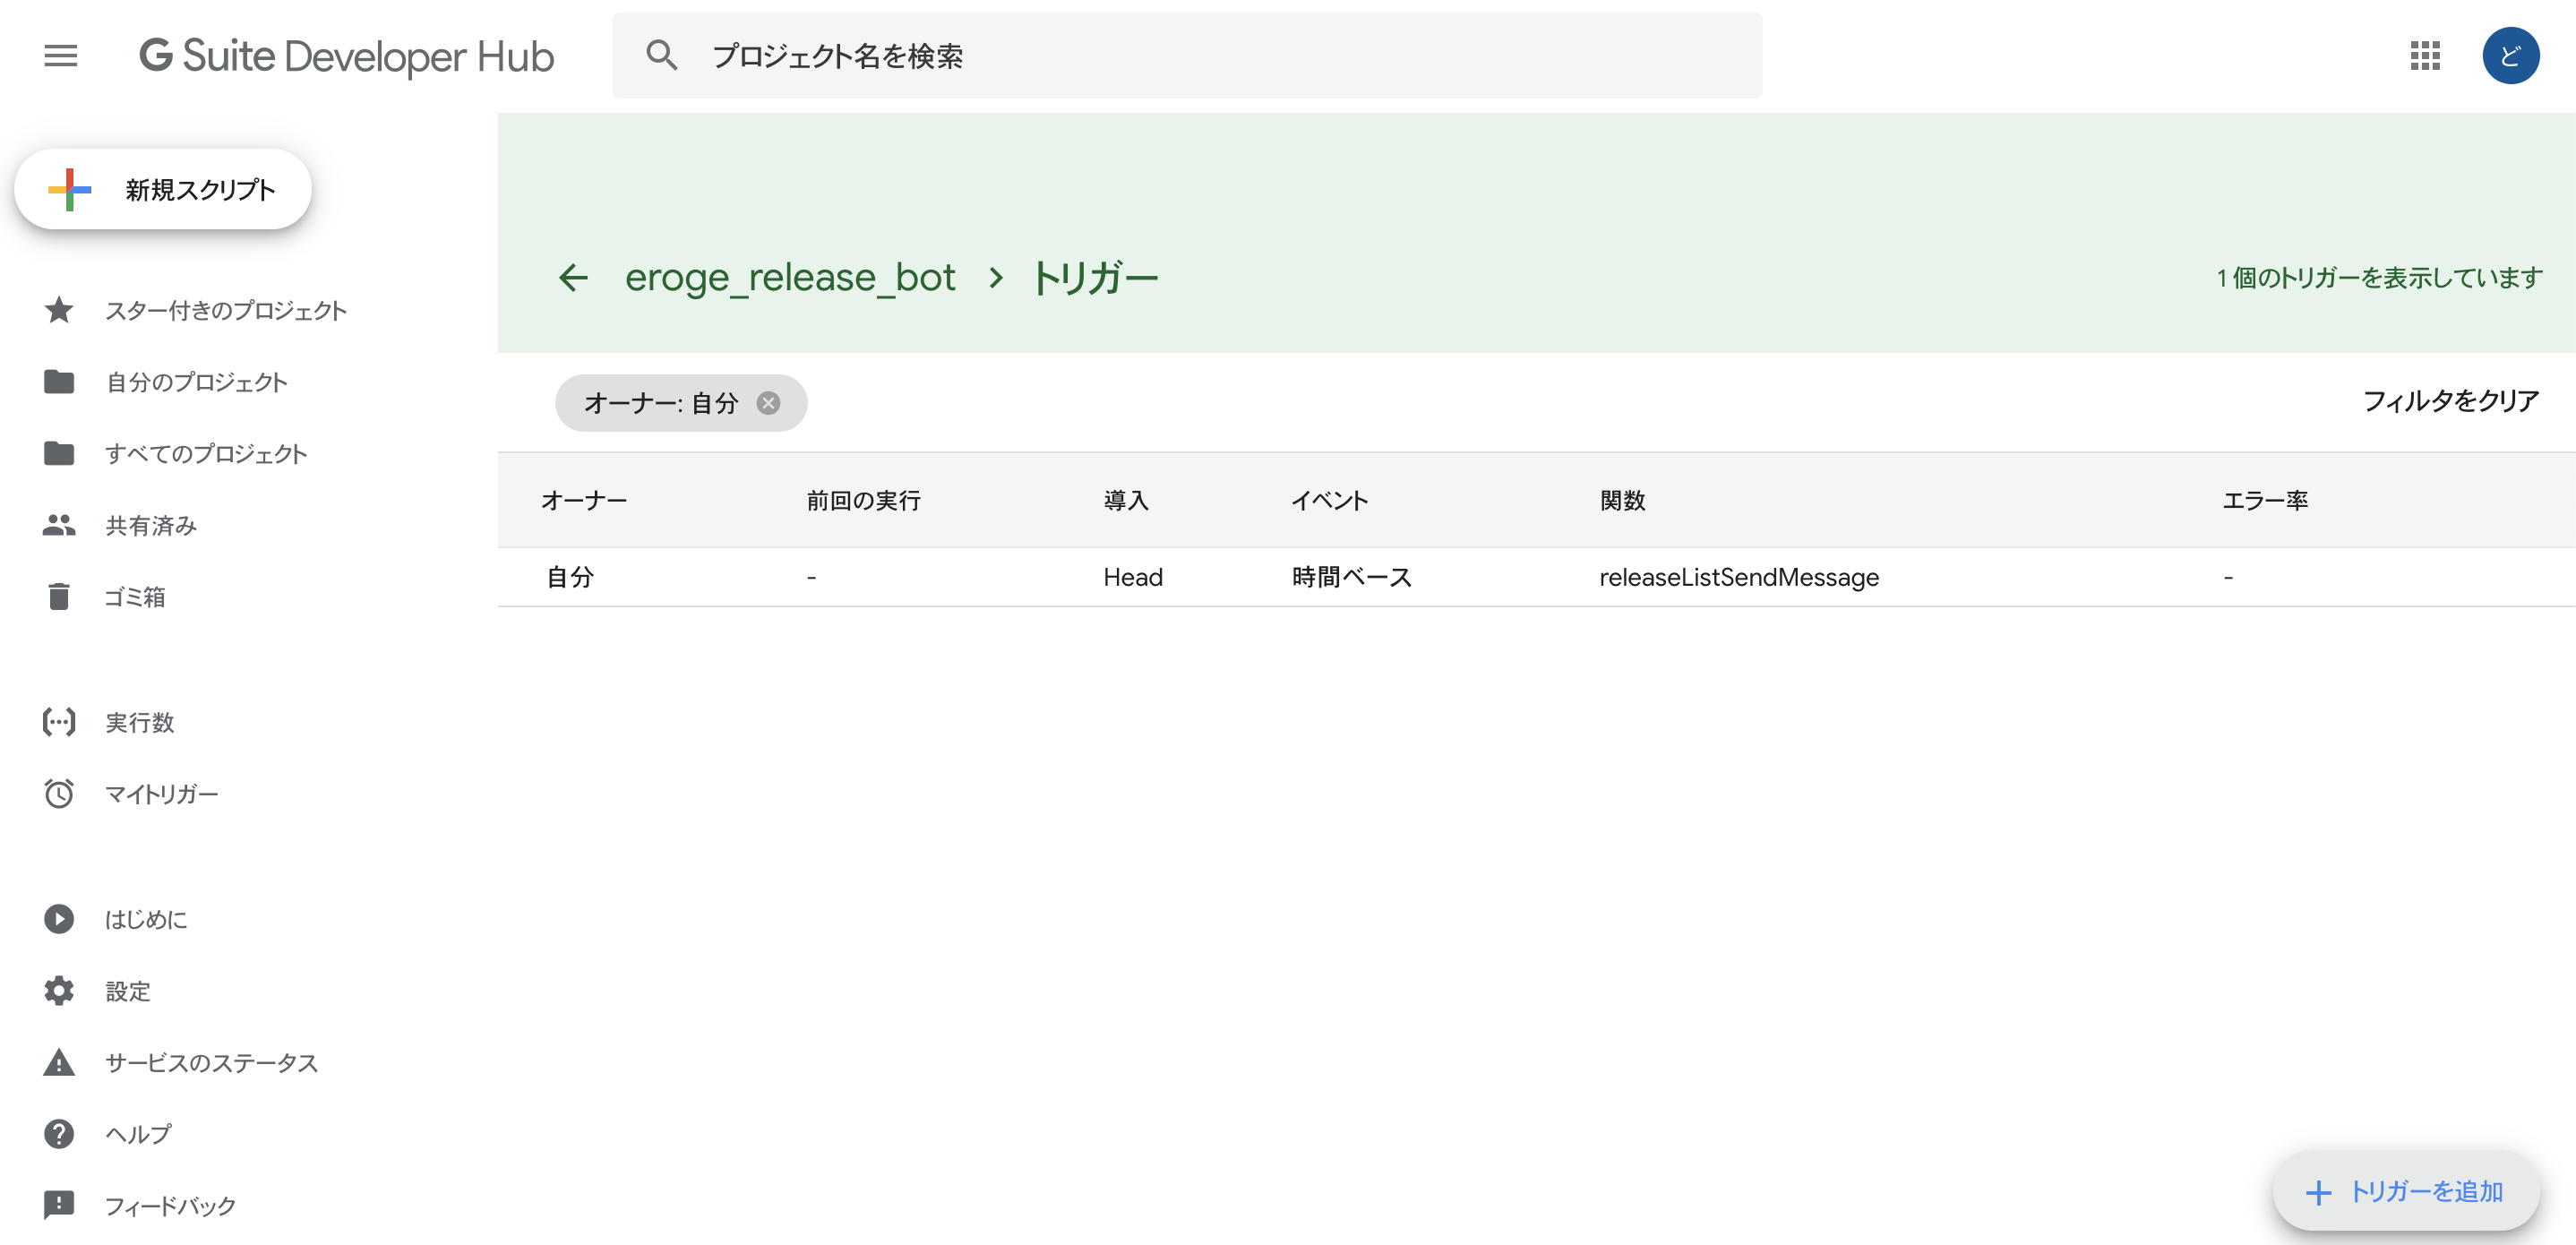 G Suite Developer Hub
プロジェクト名を検索
ど
新規スクリプト
スター付きのプロジェクト
自分のプロジェクト
すべてのプロジェクト
共有済み
ゴミ箱
実行数
マイトリガー
はじめに
設定
サービスのステータス
ヘルプ
フィードバック
eroge_release_bot > トリガー
1 個のトリガーを表示しています
オーナー: 自分
フィルタをクリア
オーナー 前回の実行 導入 イベント 関数 エラー率
自分 - Head 時間ベース releaseListSendMessage -
トリガーを追加